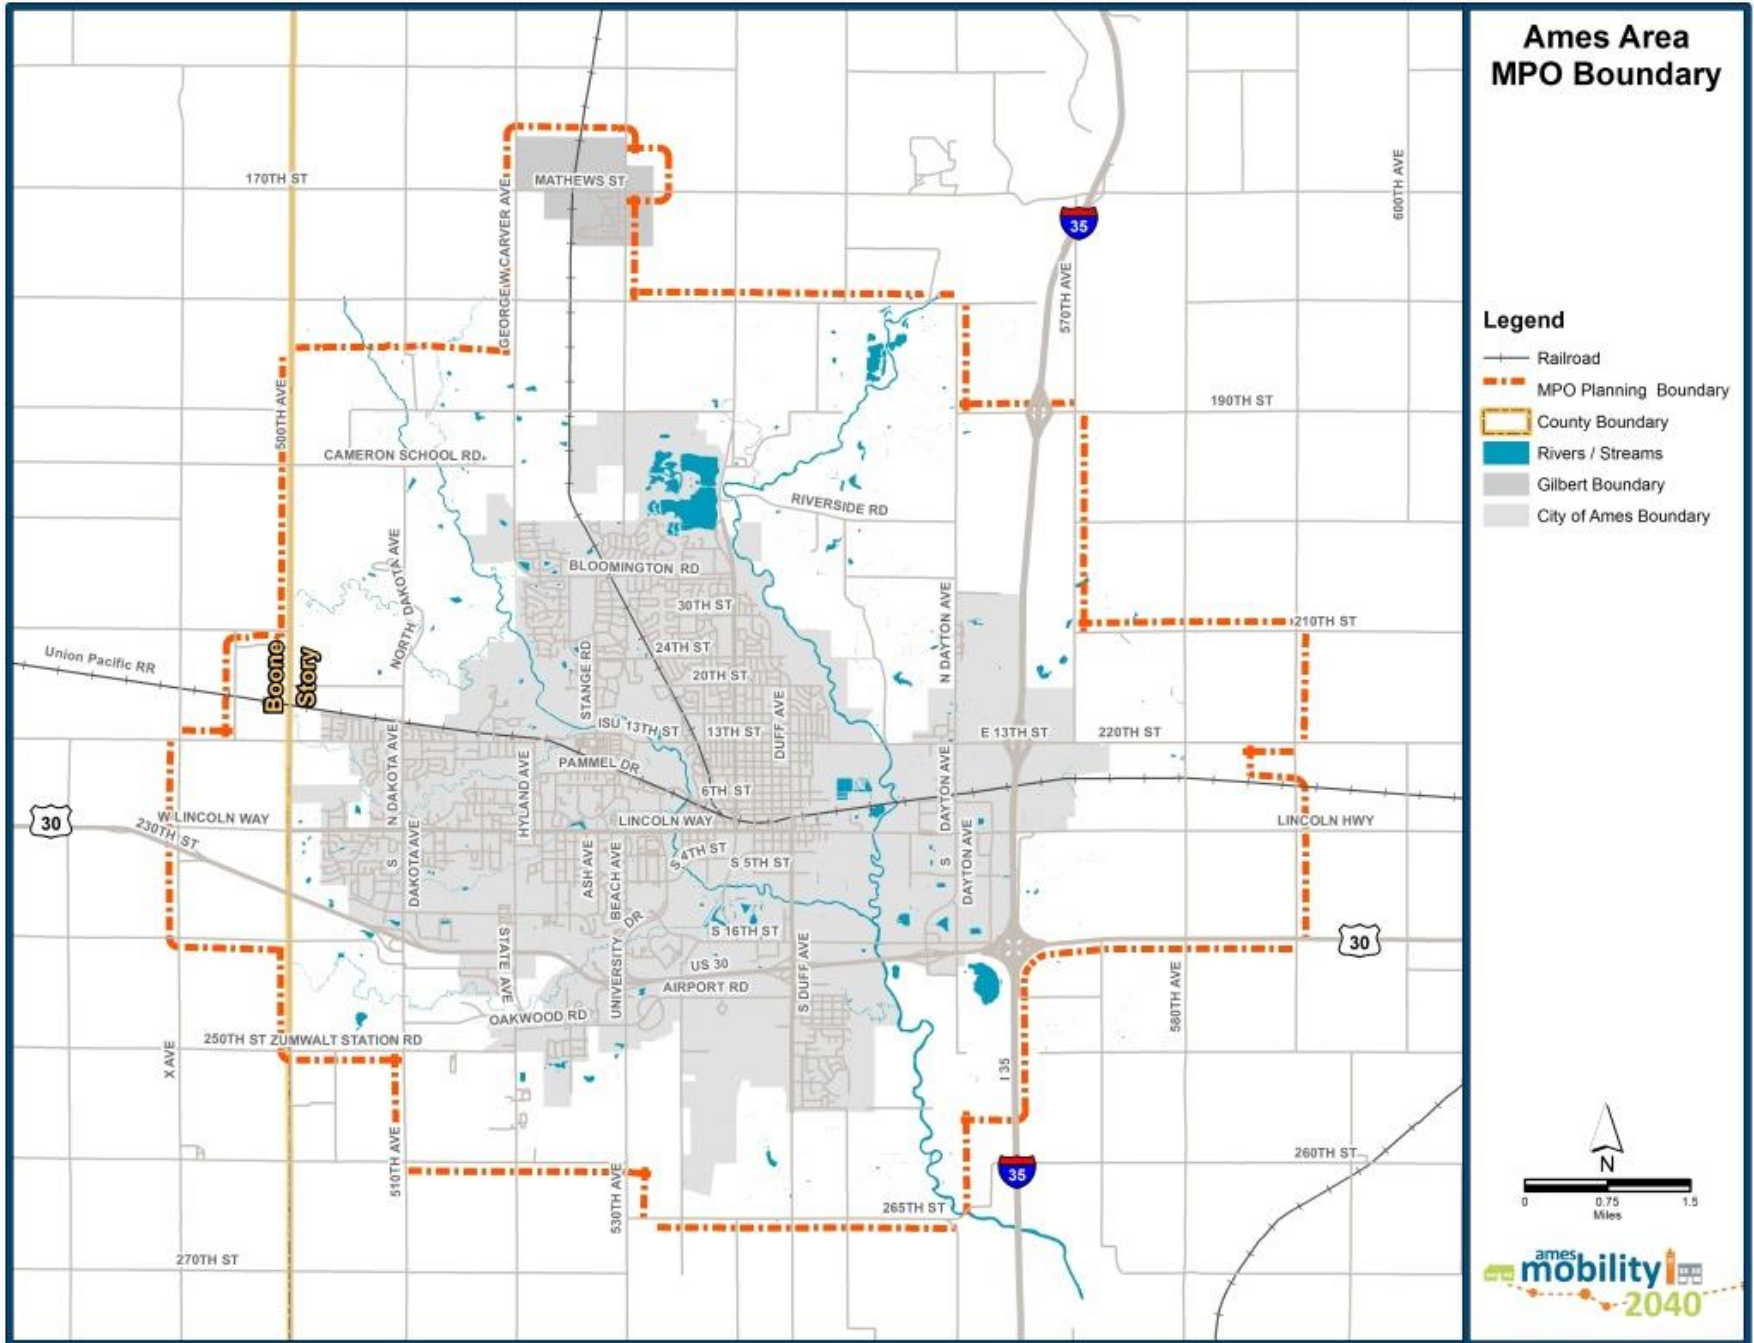 Ames Area
MPO Boundary
Legend
Railroad
MPO Planning Boundary
County Boundary
Rivers / Streams
Gilbert Boundary
City of Ames Boundary
170TH ST
MATHEWS ST
GEORGE W CARVER AVE
600TH AVE
35
570TH AVE
500TH AVE
190TH ST
CAMERON SCHOOL RD
RIVERSIDE RD
NORTH DAKOTA AVE
BLOOMINGTON RD
30TH ST
N DAYTON AVE
210TH ST
Union Pacific RR
Boone
Story
24TH ST
STANGE RD
20TH ST
DUFF AVE
ISU 13TH ST
13TH ST
E 13TH ST
220TH ST
N DAKOTA AVE
HYLAND AVE
PAMMEL DR
6TH ST
30
W LINCOLN WAY
230TH ST
LINCOLN WAY
LINCOLN HWY
S DAKOTA AVE
ASH AVE
BEACH AVE
S 4TH ST
S 5TH ST
S DAYTON AVE
DAYTON AVE
STATE AVE
UNIVERSITY DR
S 16TH ST
US 30
AIRPORT RD
S DUFF AVE
30
580TH AVE
OAKWOOD RD
250TH ST ZUMWALT STATION RD
X AVE
I 35
510TH AVE
530TH AVE
35
260TH ST
265TH ST
270TH ST
N
0 0.75 1.5
Miles
ames
mobility
2040